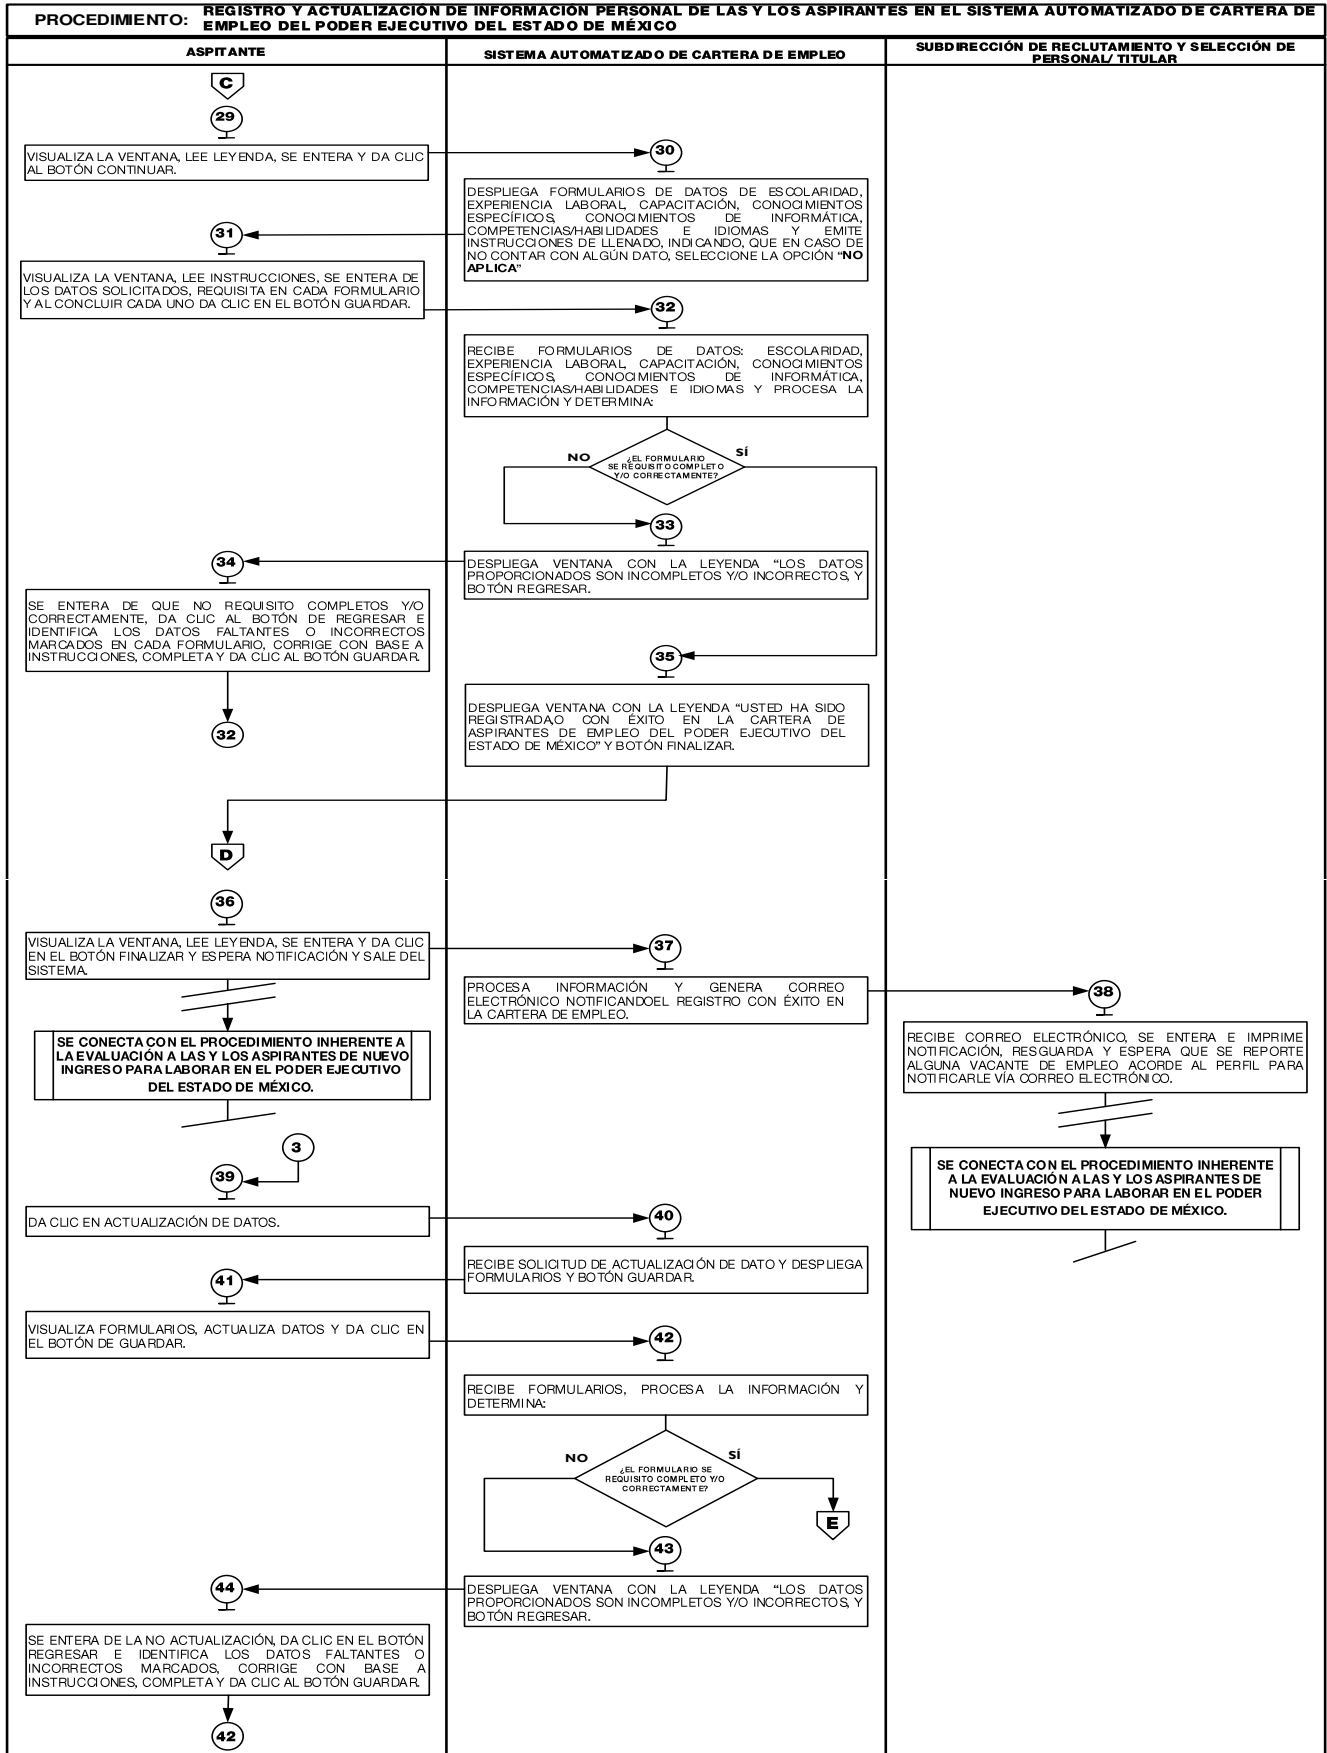 PROCEDIMIENTO:
REGISTRO Y ACTUALIZACIÓN DE INFORMACIÓN PERSONAL DE LAS Y LOS ASPIRANTES EN EL SISTEMA AUTOMATIZADO DE CARTERA DE
EMPLEO DEL PODER EJECUTIVO DEL ESTADO DE MÉXICO
ASPITANTE
SISTEMA AUTOMATIZADO DE CARTERA DE EMPLEO
SUBDIRECCIÓN DE RECLUTAMIENTO Y SELECCIÓN DE
PERSONAL/ TITULAR
C
29
VISUALIZA LA VENTANA, LEE LEYENDA, SE ENTERA Y DA CLIC
AL BOTÓN CONTINUAR.
30
DESPLIEGA FORMULARIOS DE DATOS DE ESCOLARIDAD,
EXPERIENCIA LABORAL, CAPACITACIÓN, CONOCIMIENTOS
ESPECÍFICOS, CONOCIMIENTOS DE INFORMÁTICA,
COMPETENCIAS/HABILIDADES E IDIOMAS Y EMITE
INSTRUCCIONES DE LLENADO, INDICANDO, QUE EN CASO DE
NO CONTAR CON ALGÚN DATO, SELECCIONE LA OPCIÓN “NO
APLICA”
31
VISUALIZA LA VENTANA, LEE INSTRUCCIONES, SE ENTERA DE
LOS DATOS SOLICITADOS, REQUISITA EN CADA FORMULARIO
Y AL CONCLUIR CADA UNO DA CLIC EN EL BOTÓN GUARDAR.
32
RECIBE FORMULARIOS DE DATOS: ESCOLARIDAD,
EXPERIENCIA LABORAL, CAPACITACIÓN, CONOCIMIENTOS
ESPECÍFICOS, CONOCIMIENTOS DE INFORMÁTICA,
COMPETENCIAS/HABILIDADES E IDIOMAS Y PROCESA LA
INFORMACIÓN Y DETERMINA:
NO
¿EL FORMULARIO
SE REQUISITO COMPLETO
Y/O CORRECTAMENTE?
SÍ
33
DESPLIEGA VENTANA CON LA LEYENDA “LOS DATOS
PROPORCIONADOS SON INCOMPLETOS Y/O INCORRECTOS, Y
BOTÓN REGRESAR.
34
SE ENTERA DE QUE NO REQUISITO COMPLETOS Y/O
CORRECTAMENTE, DA CLIC AL BOTÓN DE REGRESAR E
IDENTIFICA LOS DATOS FALTANTES O INCORRECTOS
MARCADOS EN CADA FORMULARIO, CORRIGE CON BASE A
INSTRUCCIONES, COMPLETA Y DA CLIC AL BOTÓN GUARDAR.
32
35
DESPLIEGA VENTANA CON LA LEYENDA “USTED HA SIDO
REGISTRADA,O CON ÉXITO EN LA CARTERA DE
ASPIRANTES DE EMPLEO DEL PODER EJECUTIVO DEL
ESTADO DE MÉXICO” Y BOTÓN FINALIZAR.
D
36
VISUALIZA LA VENTANA, LEE LEYENDA, SE ENTERA Y DA CLIC
EN EL BOTÓN FINALIZAR Y ESPERA NOTIFICACIÓN Y SALE DEL
SISTEMA.
37
PROCESA INFORMACIÓN Y GENERA CORREO
ELECTRÓNICO NOTIFICANDOEL REGISTRO CON ÉXITO EN
LA CARTERA DE EMPLEO.
38
RECIBE CORREO ELECTRÓNICO, SE ENTERA E IMPRIME
NOTIFICACIÓN, RESGUARDA Y ESPERA QUE SE REPORTE
ALGUNA VACANTE DE EMPLEO ACORDE AL PERFIL PARA
NOTIFICARLE VÍA CORREO ELECTRÓNICO.
SE CONECTA CON EL PROCEDIMIENTO INHERENTE A
LA EVALUACIÓN A LAS Y LOS ASPIRANTES DE NUEVO
INGRESO PARA LABORAR EN EL PODER EJECUTIVO
DEL ESTADO DE MÉXICO.
SE CONECTA CON EL PROCEDIMIENTO INHERENTE
A LA EVALUACIÓN A LAS Y LOS ASPIRANTES DE
NUEVO INGRESO PARA LABORAR EN EL PODER
EJECUTIVO DEL ESTADO DE MÉXICO.
3
39
DA CLIC EN ACTUALIZACIÓN DE DATOS.
40
RECIBE SOLICITUD DE ACTUALIZACIÓN DE DATO Y DESPLIEGA
FORMULARIOS Y BOTÓN GUARDAR.
41
VISUALIZA FORMULARIOS, ACTUALIZA DATOS Y DA CLIC EN
EL BOTÓN DE GUARDAR.
42
RECIBE FORMULARIOS, PROCESA LA INFORMACIÓN Y
DETERMINA:
NO
¿EL FORMULARIO SE
REQUISITO COMPLETO Y/O
CORRECTAMENTE?
SÍ
E
43
DESPLIEGA VENTANA CON LA LEYENDA “LOS DATOS
PROPORCIONADOS SON INCOMPLETOS Y/O INCORRECTOS, Y
BOTÓN REGRESAR.
44
SE ENTERA DE LA NO ACTUALIZACIÓN, DA CLIC EN EL BOTÓN
REGRESAR E IDENTIFICA LOS DATOS FALTANTES O
INCORRECTOS MARCADOS, CORRIGE CON BASE A
INSTRUCCIONES, COMPLETA Y DA CLIC AL BOTÓN GUARDAR.
42